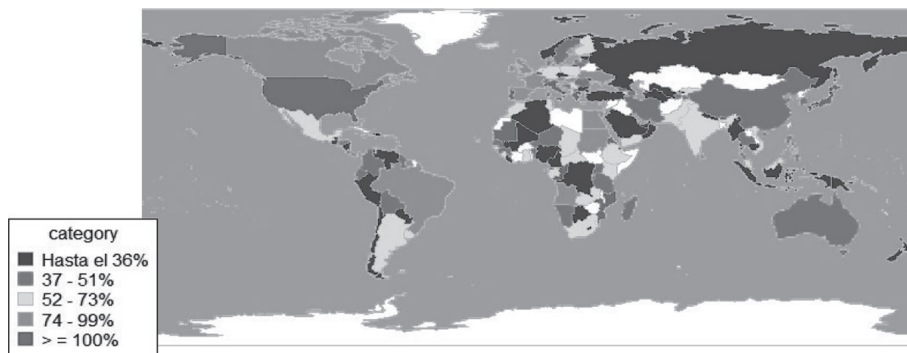 category
Hasta el 36%
37 - 51%
52 - 73%
74 - 99%
> = 100%